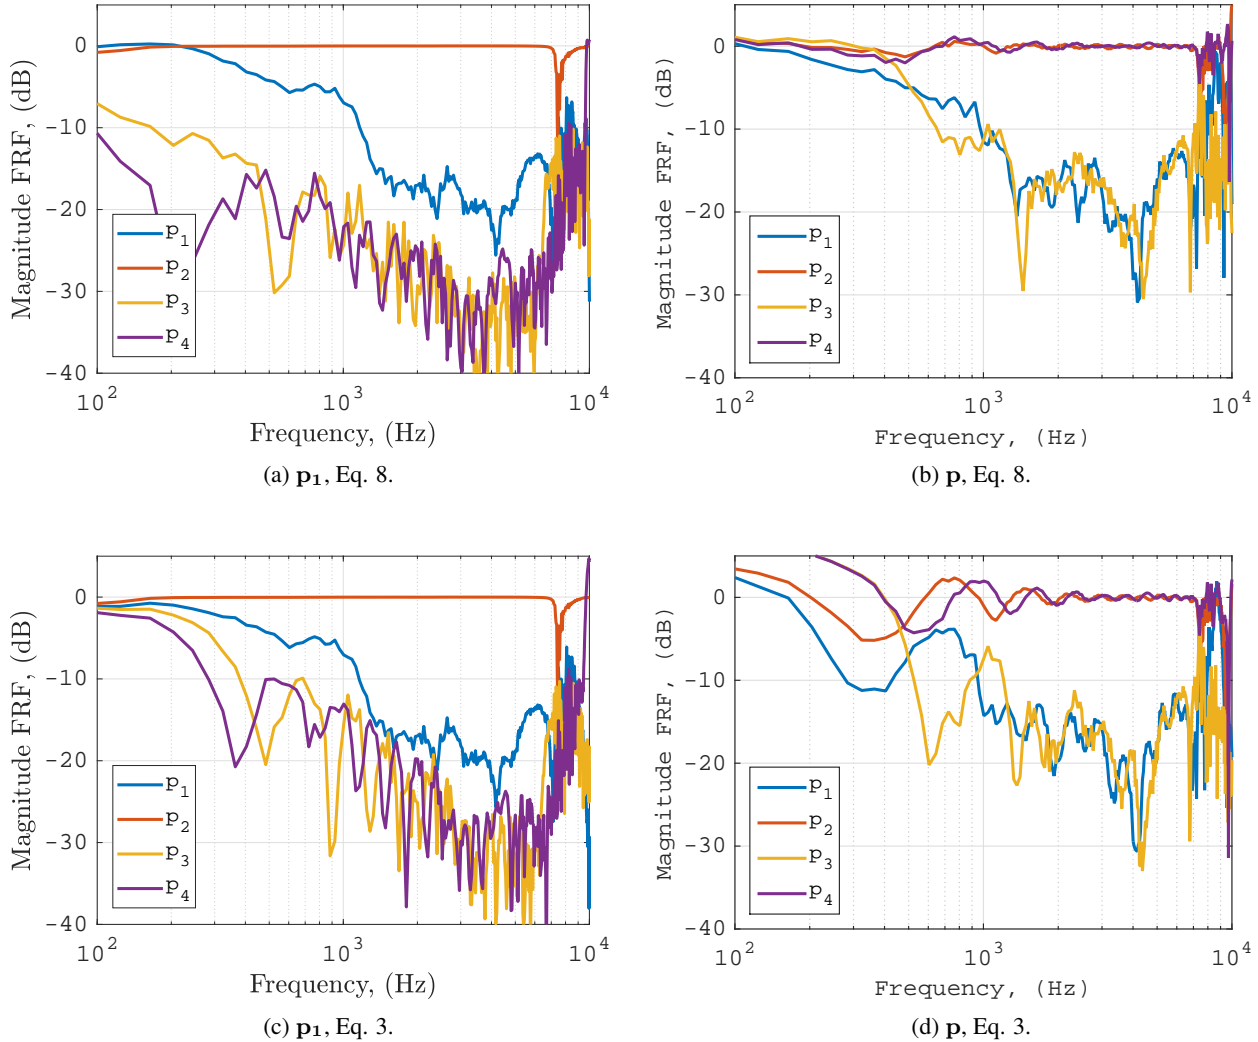 0
-10
-20
-30
-40
Magnitude FRF, (dB)
p1
p2
p3
p4
10^2
10^3
10^4
Frequency, (Hz)
(a) p1, Eq. 8.
0
-10
-20
-30
-40
Magnitude FRF, (dB)
p1
p2
p3
p4
10^2
10^3
10^4
Frequency, (Hz)
(b) p, Eq. 8.
0
-10
-20
-30
-40
Magnitude FRF, (dB)
p1
p2
p3
p4
10^2
10^3
10^4
Frequency, (Hz)
(c) p1, Eq. 3.
0
-10
-20
-30
-40
Magnitude FRF, (dB)
p1
p2
p3
p4
10^2
10^3
10^4
Frequency, (Hz)
(d) p, Eq. 3.